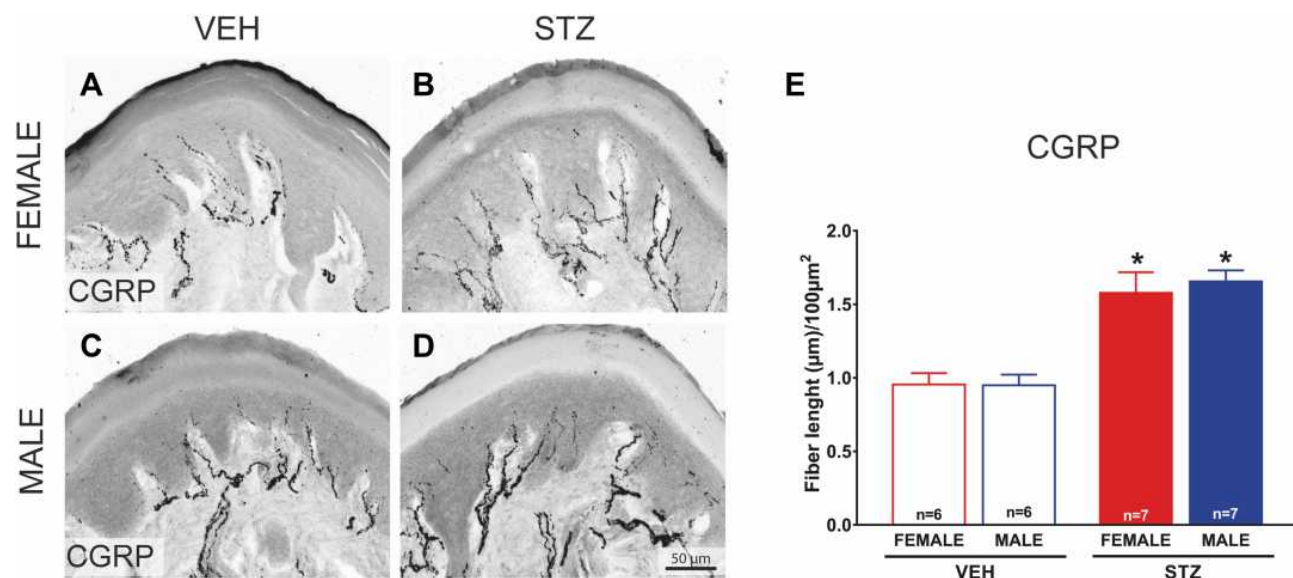 VEH
STZ
FEMALE
MALE
A
CGRP
B
C
CGRP
D
50 µm
E
CGRP
Fiber lenght (µm)/100µm²
2.0
1.5
1.0
0.5
0.0
*
*
n=6
n=6
n=7
n=7
FEMALE MALE FEMALE MALE
VEH STZ